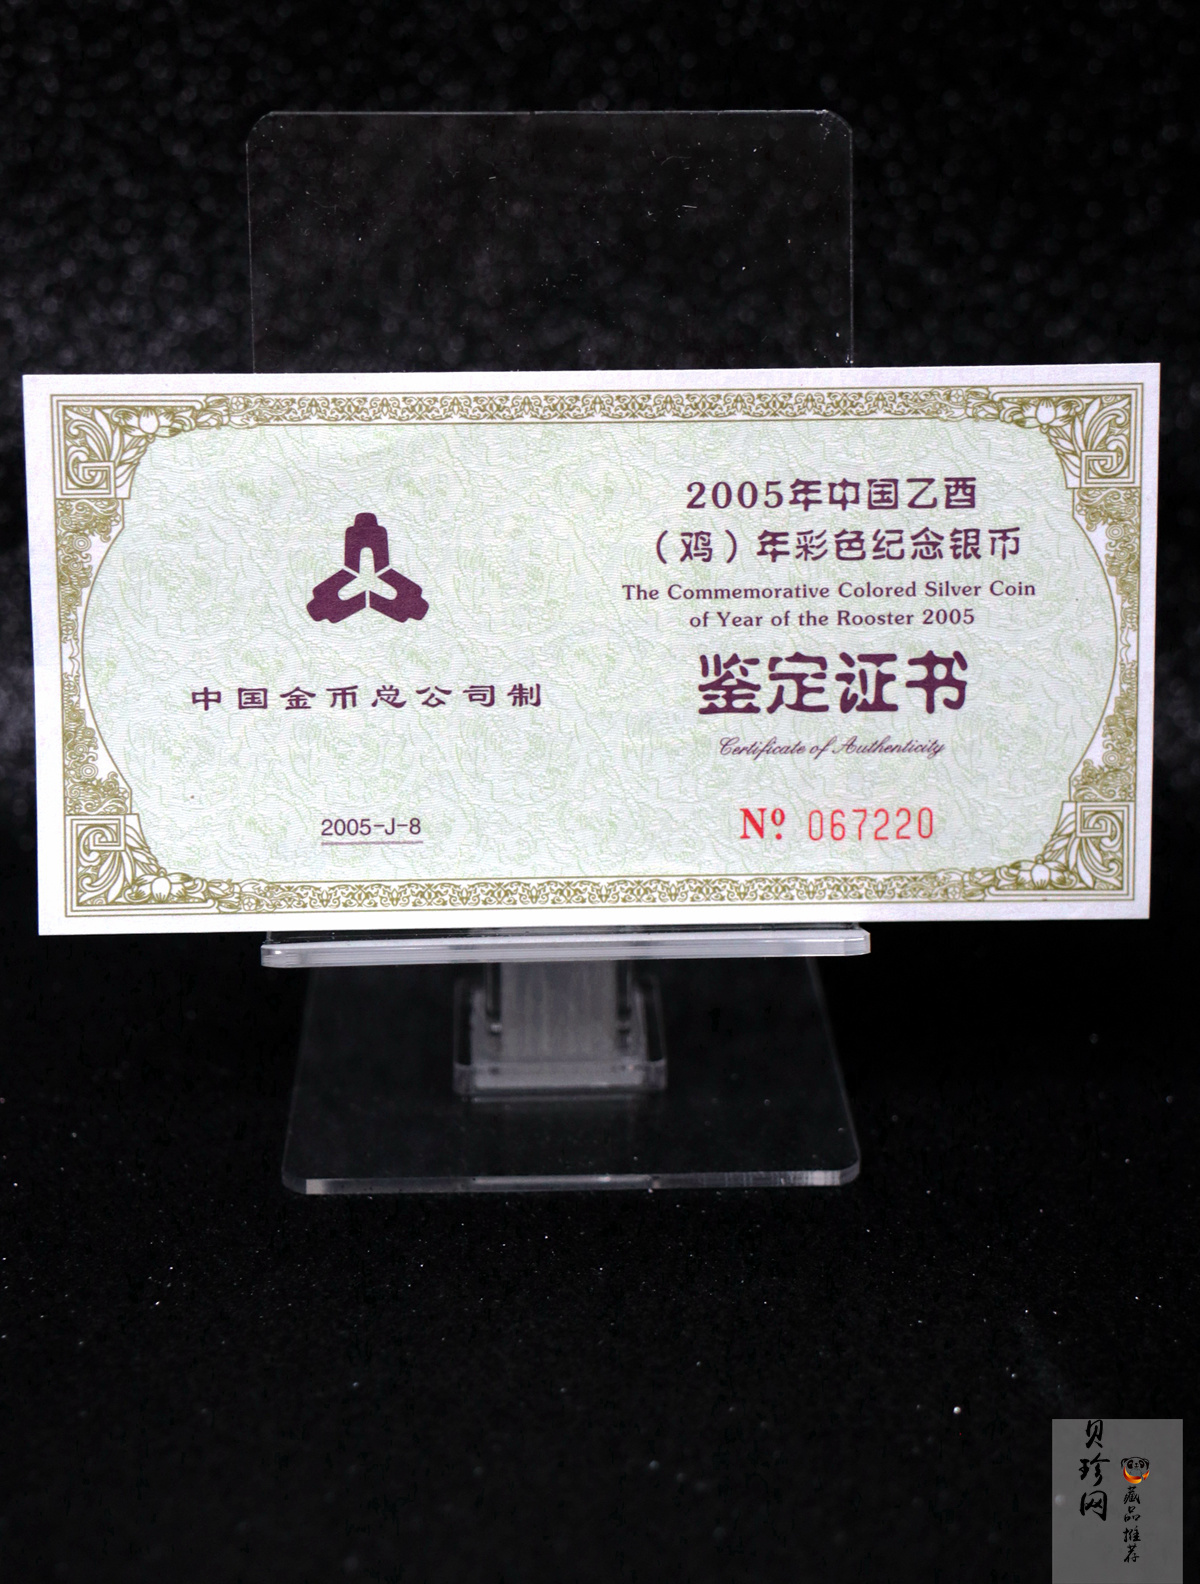 2005年中国乙酉
（鸡）年彩色纪念银币
The Commemorative Colored Silver Coin
of Year of the Rooster 2005
鉴定证书
Certificate of Authenticity
中国金币总公司制
2005-J-8
Nº 067220
贝珍网
藏品推荐